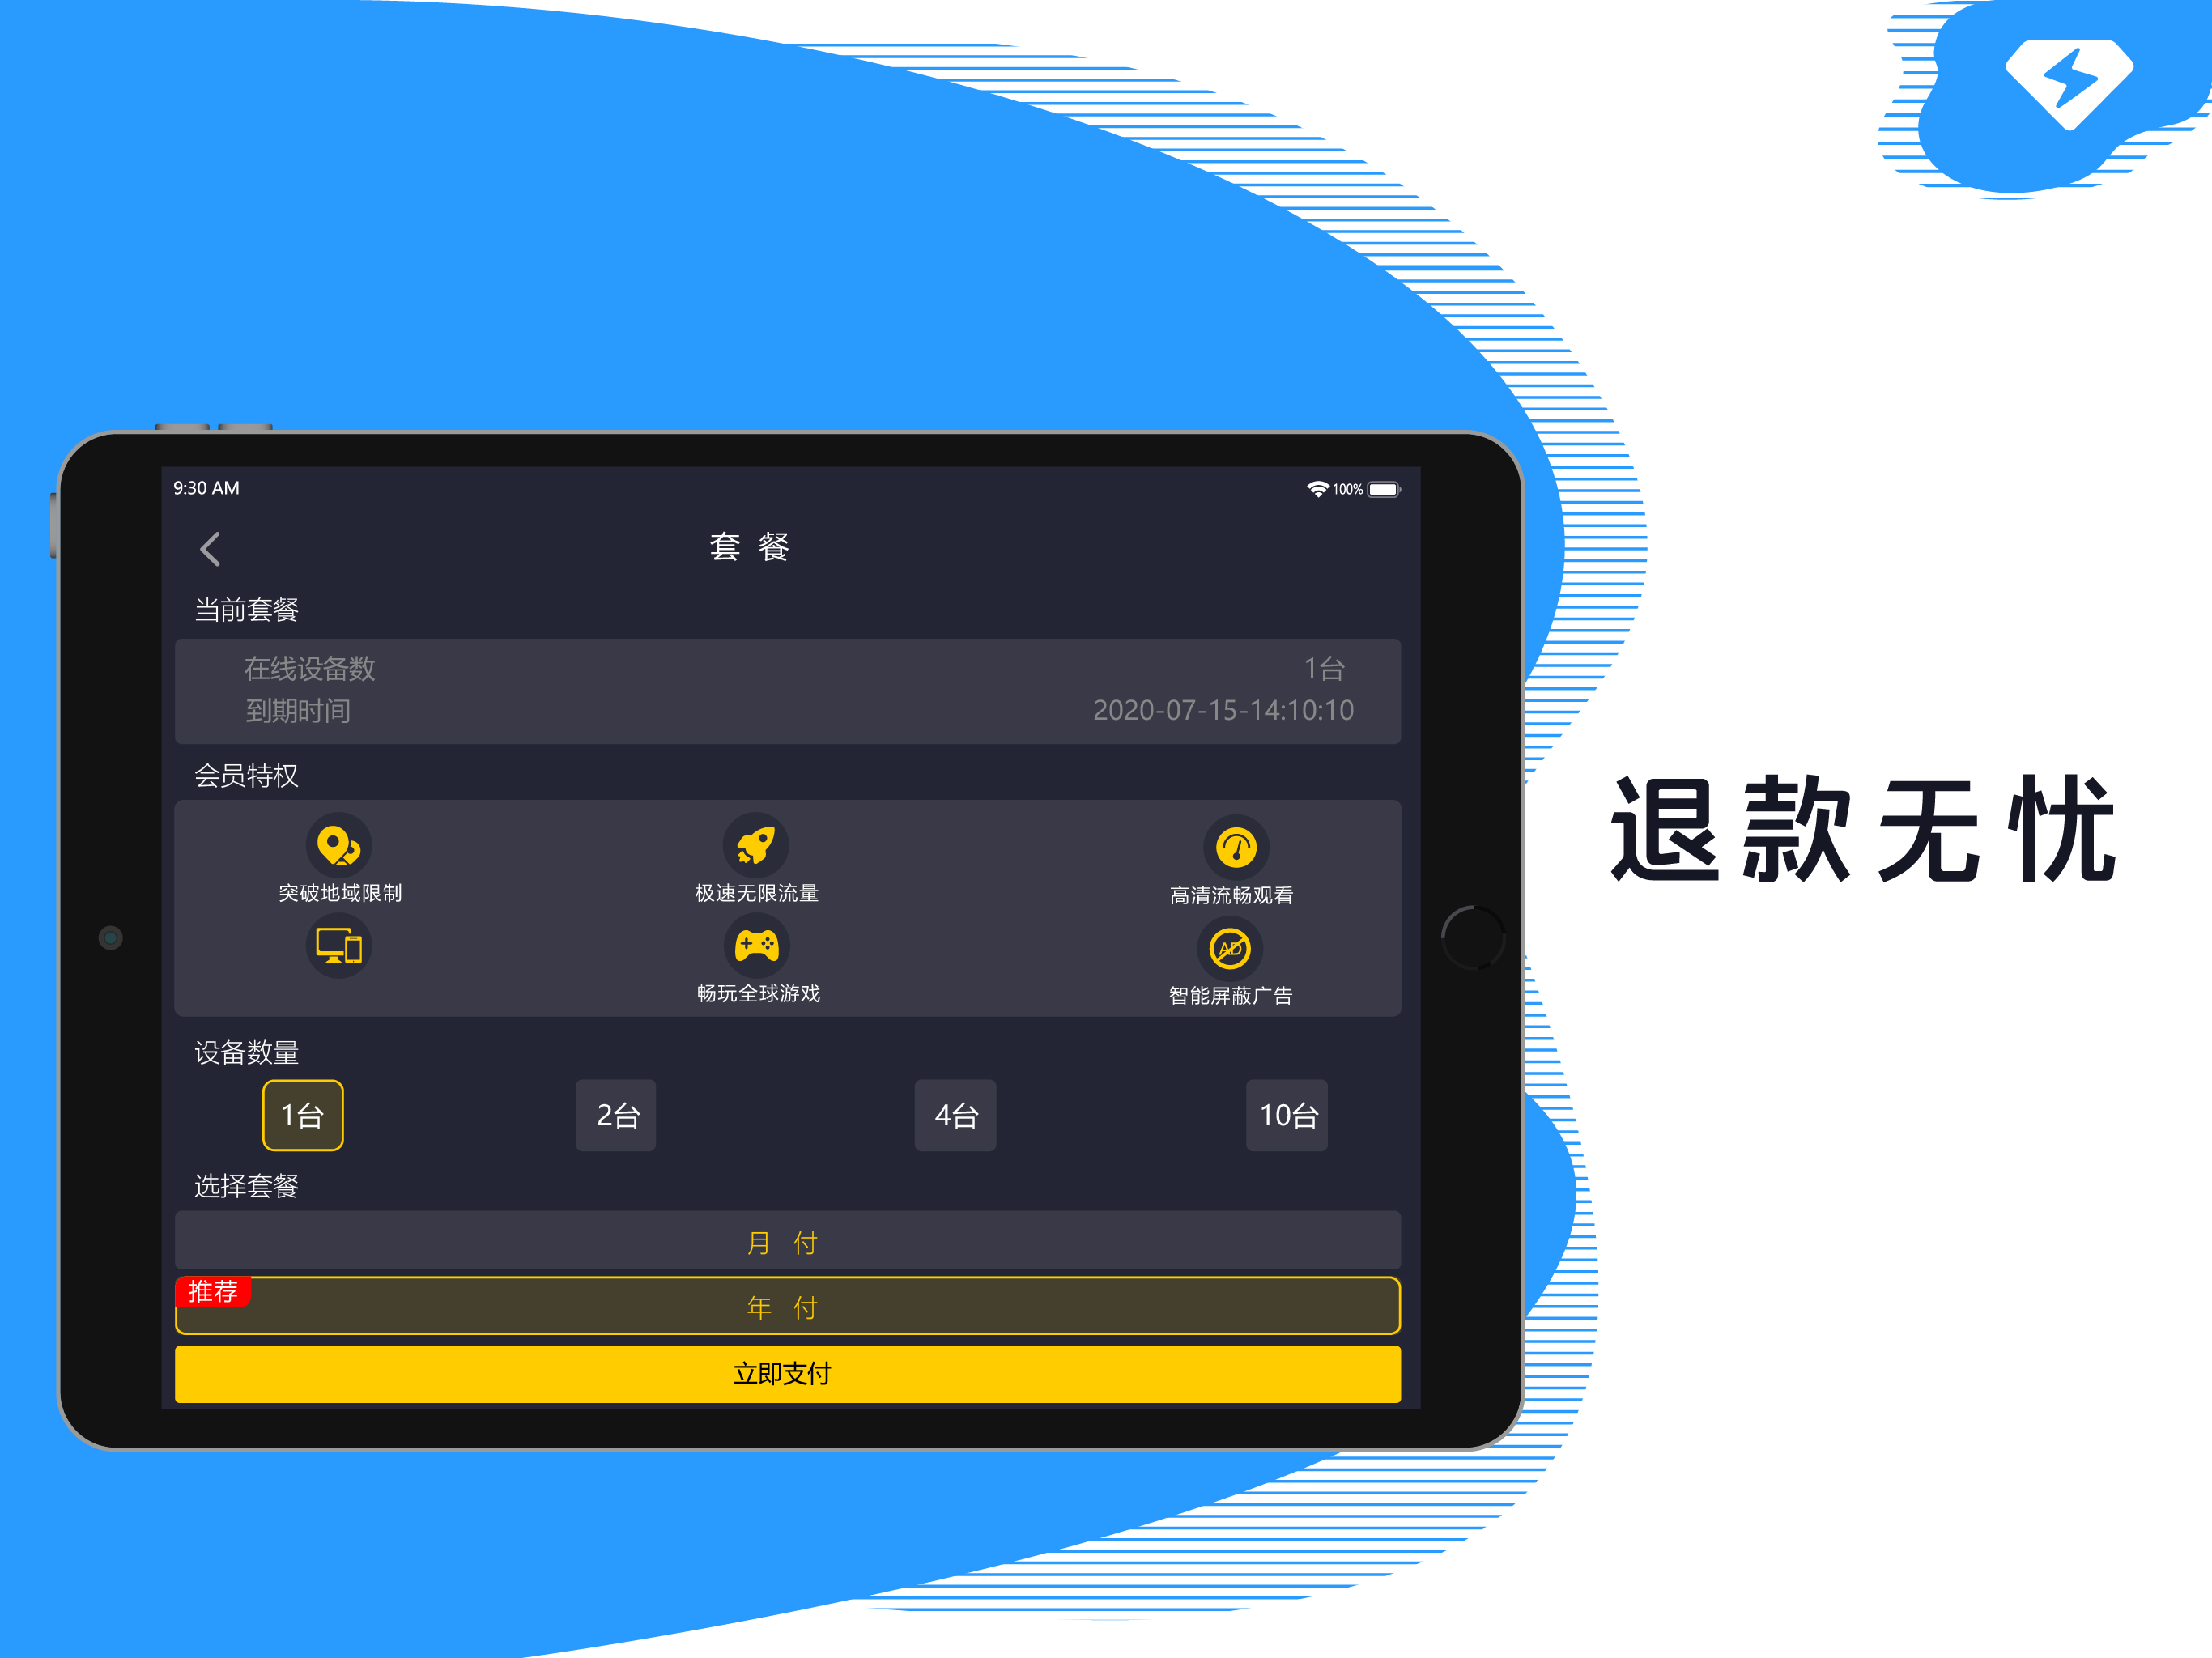 9:30 AM
100%
套 餐
当前套餐
在线设备数 1台
到期时间 2020-07-15-14:10:10
会员特权
突破地域限制 极速无限流量 高清流畅观看
AD
畅玩全球游戏 智能屏蔽广告
设备数量
1台 2台 4台 10台
选择套餐
月 付
推荐
年 付
立即支付
退款无忧